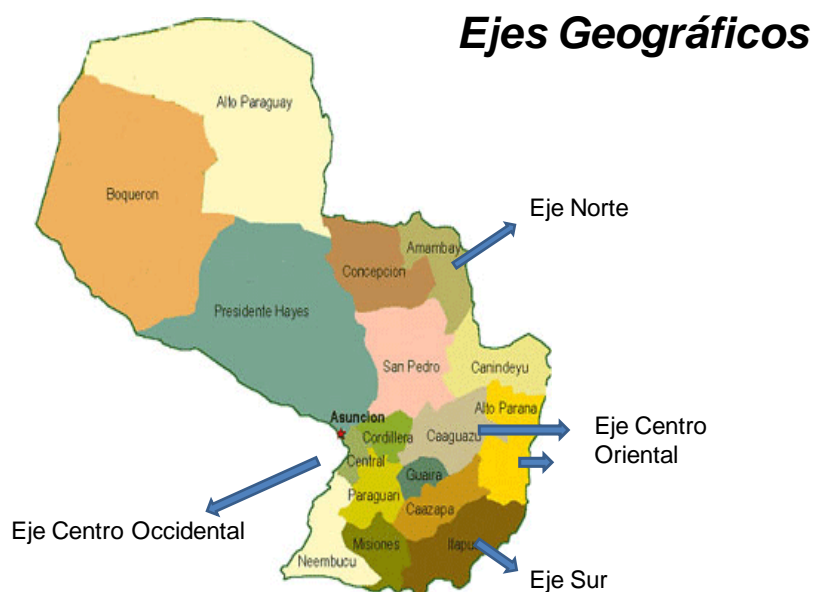 Ejes Geográficos
Alto Paraguay
Boqueron
Eje Norte
Amambay
Concepcion
Presidente Hayes
San Pedro
Canindeyu
Alto Parana
Asuncion
Cordillera
Caaguazu
Eje Centro
Oriental
Central
Guaira
Paraguari
Caazapa
Eje Centro Occidental
Misiones
Itapua
Neembucu
Eje Sur